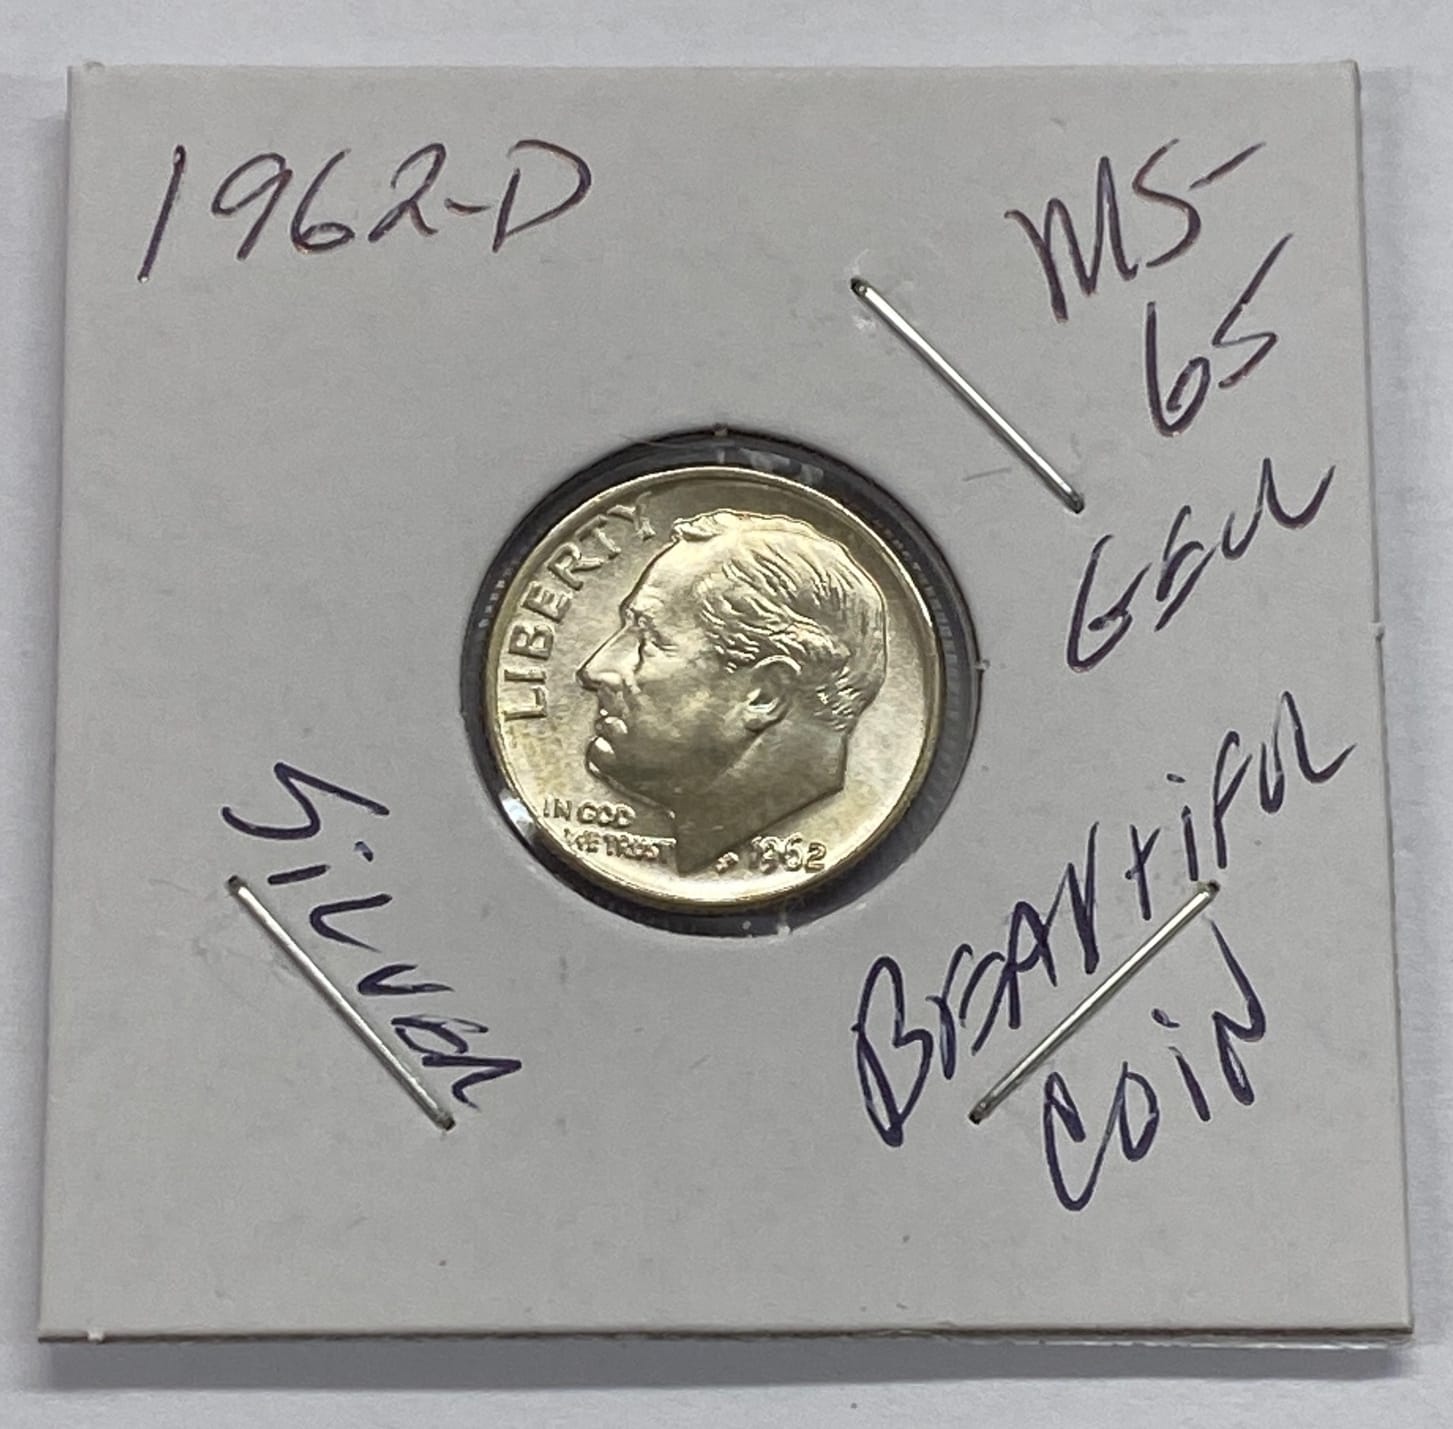 1962-D
MS-
65
GEM
BEAUtiFUL
COiN
SiLVER
LIBERTY
IN GOD
WE TRUST
1962